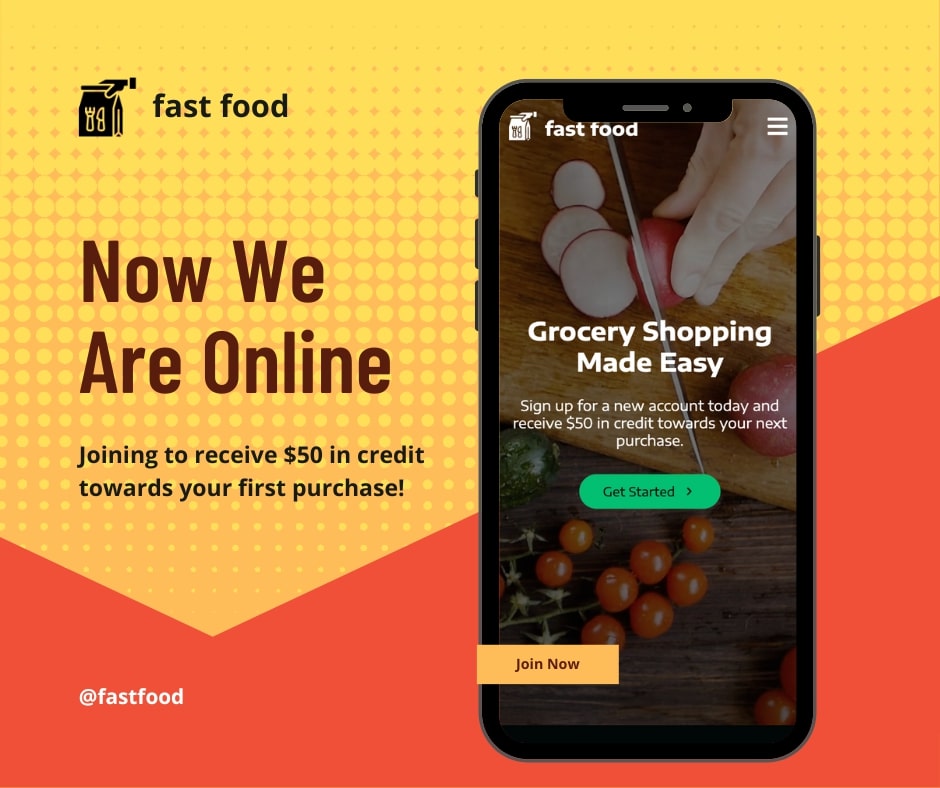 fast food
Now We
Are Online
Joining to receive $50 in credit
towards your first purchase!
@fastfood
fast food
Grocery Shopping
Made Easy
Sign up for a new account today and
receive $50 in credit towards your next
purchase.
Get Started
Join Now